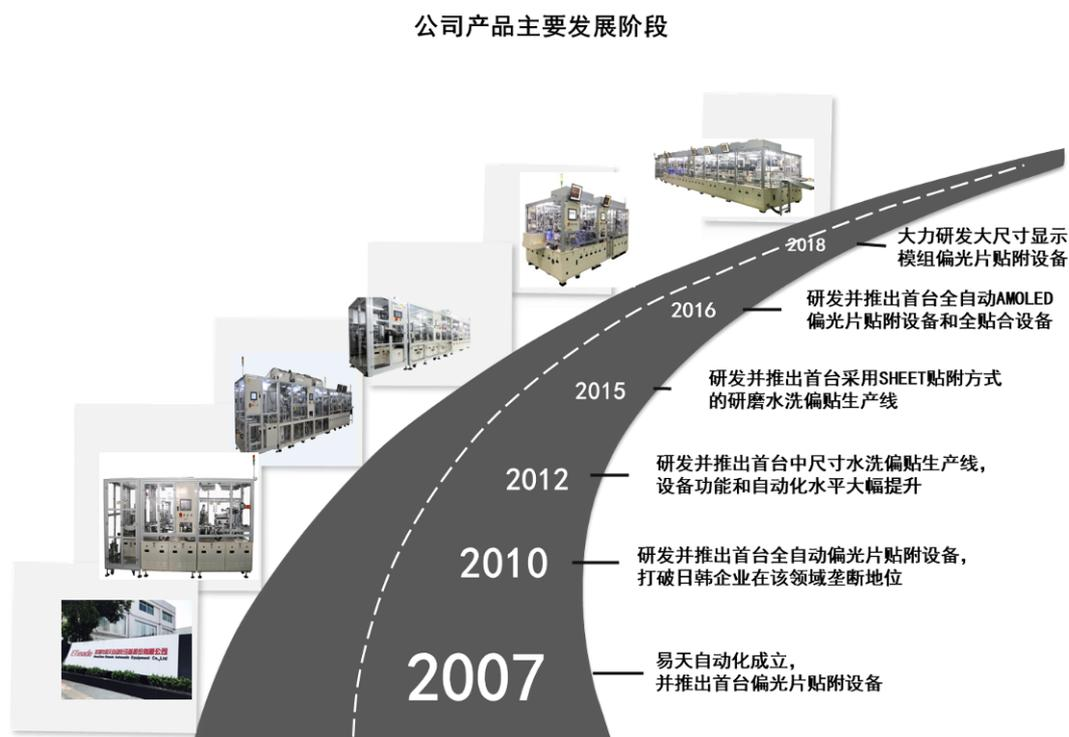 公司产品主要发展阶段
2018
大力研发大尺寸显示
模组偏光片贴附设备
2016
研发并推出首台全自动AMOLED
偏光片贴附设备和全贴合设备
2015
研发并推出首台采用SHEET贴附方式
的研磨水洗偏贴生产线
2012
研发并推出首台中尺寸水洗偏贴生产线,
设备功能和自动化水平大幅提升
2010
研发并推出首台全自动偏光片贴附设备,
打破日韩企业在该领域垄断地位
2007
易天自动化成立,
并推出首台偏光片贴附设备
Etmade
Automatic Equipment Co.,Ltd